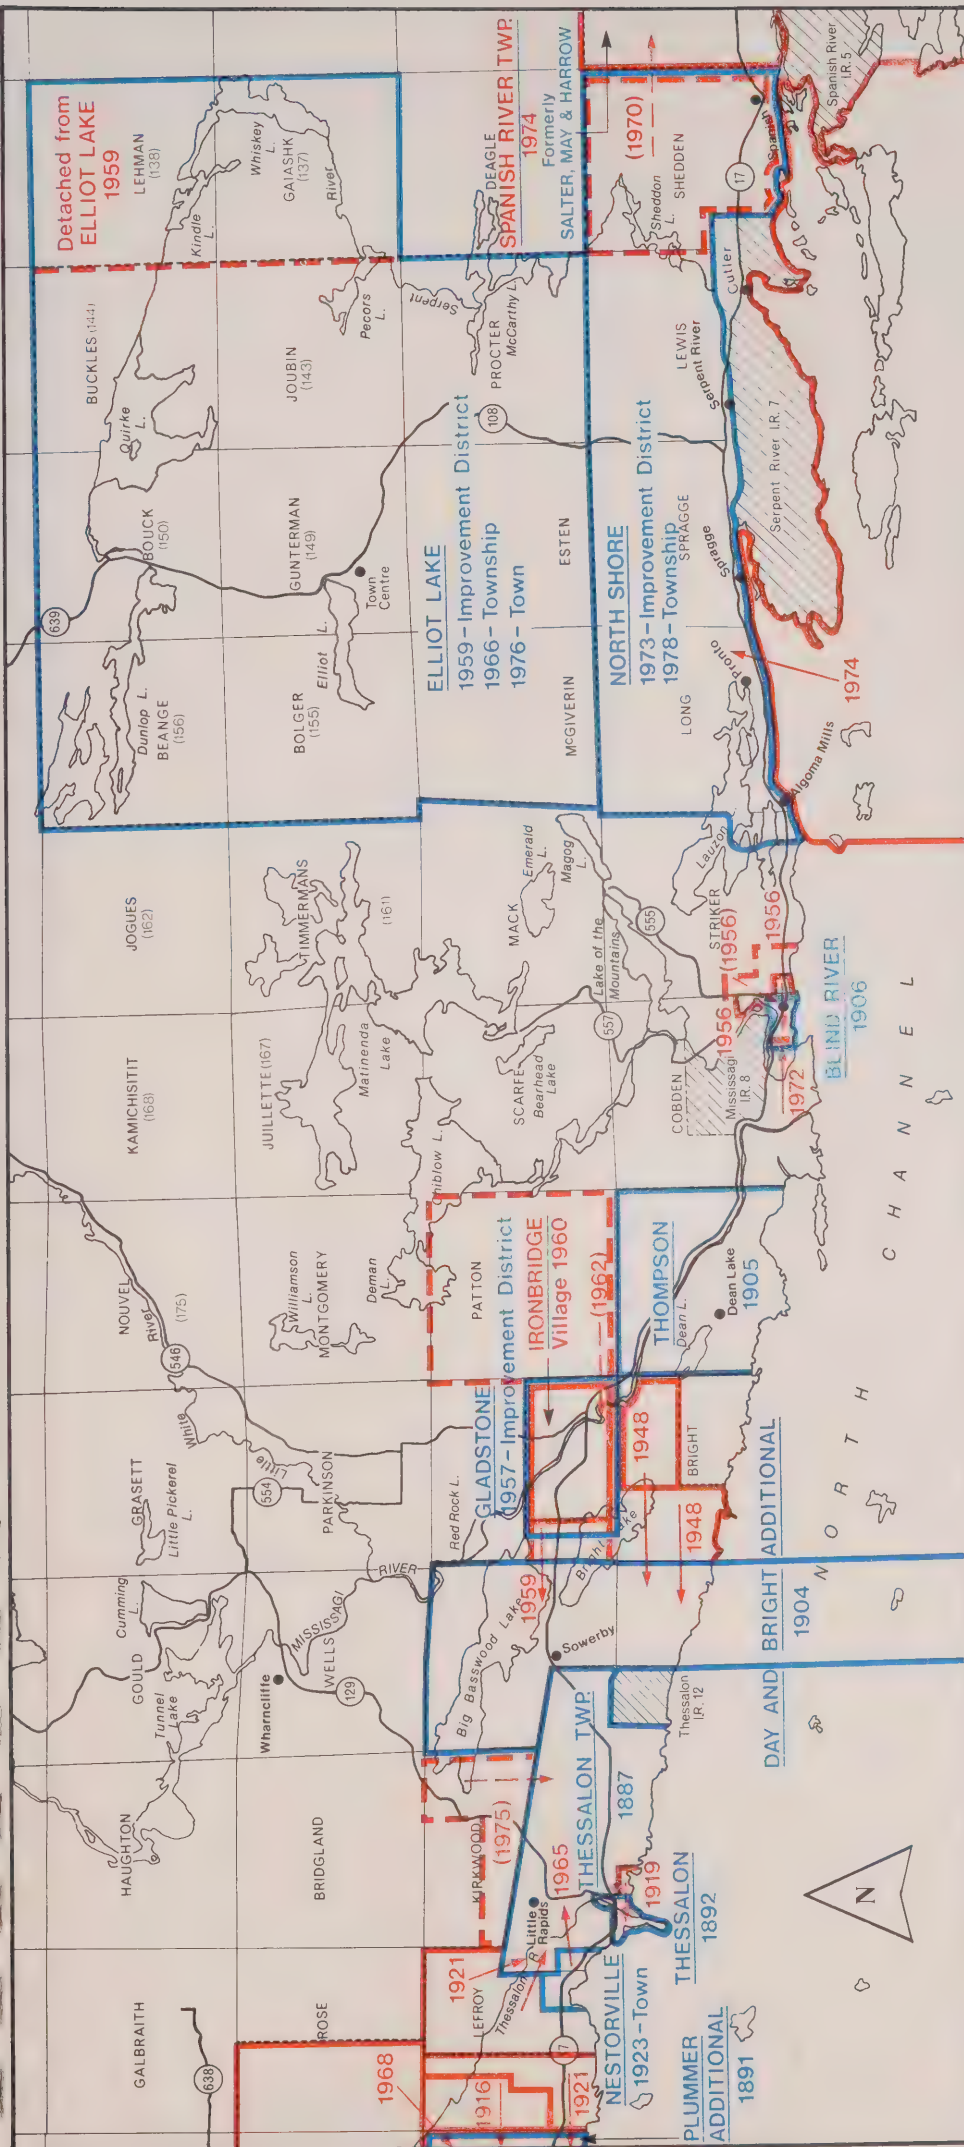 Detached from
ELLIOT LAKE
1959
LEHMAN
(138)
Kindle
L.
Whiskey
L.
GAIASHK
(137)
River
DEAGLE
SPANISH RIVER TWP.
1974
Formerly
SALTER, MAY & HARROW
(1970)
Sheddon
L.
SHEDDEN
17
Spanish
Spanish River
I.R. 5
BUCKLES (144)
Quirke
L.
JOUBIN
(143)
Pecors
L.
Serpent
PROCTER
McCarthy L.
108
LEWIS
Serpent River
Cutler
Serpent River I.R. 7
639
BOUCK
(150)
GUNTERMAN
(149)
Town
Centre
Elliot L.
ELLIOT LAKE
1959-Improvement District
1966-Township
1976-Town
ESTEN
NORTH SHORE
1973-Improvement District
1978-Township
SPRAGGE
Spragge
Dunlop L.
BEANGE
(156)
BOLGER
(155)
McGIVERIN
LONG
Pronto
1974
Algoma Mills
JOGUES
(162)
TIMMERMANS
(161)
MACK
Emerald
L.
Magog
L.
Lake of the
Mountains
555
Lauzon
STRIKER
(1956)
1956
1956
BLIND RIVER
1906
KAMICHISITIT
(168)
JUILLETTE (167)
Matinenda
Lake
SCARFE
Bearhead
Lake
557
COBDEN
Mississagi
I.R. 8
1972
Chiblow L.
NOUVEL
(175)
River
546
Williamson
L.
MONTGOMERY
Deman
L.
PATTON
IRONBRIDGE
Village 1960
(1962)
THOMPSON
Dean L.
Dean Lake
1905
GLADSTONE
1957-Improvement District
GRASETT
Little Pickerel
L.
Little White
554
PARKINSON
Red Rock L.
1948
BRIGHT
1948
1959
Bright Lake
Cumming
L.
GOULD
Tunnel
Lake
MISSISSAGI
RIVER
WELLS
Wharncliffe
129
Big Basswood Lake
Sowerby
Thessalon
I.R. 12
DAY AND BRIGHT ADDITIONAL
1904
NORTH CHANNEL
HAUGHTON
BRIDGLAND
KIRKWOOD
(1975)
THESSALON TWP.
1887
1965
Little
Rapids
1919
THESSALON
1892
GALBRAITH
638
ROSE
LEFROY
1921
Thessalon R.
NESTORVILLE
1923-Town
1968
1916
1921
PLUMMER
ADDITIONAL
1891
N